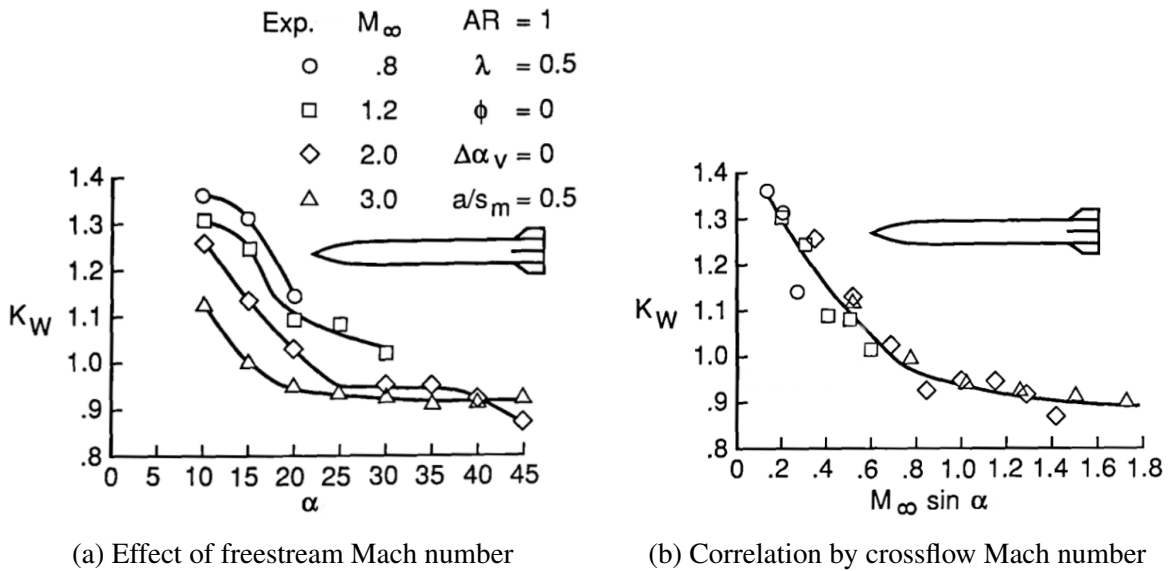 Exp. M∞ AR = 1
.8 λ = 0.5
1.2 ϕ = 0
2.0 Δα_v = 0
3.0 a/s_m = 0.5
1.4
1.3
1.2
1.1
1.0
.9
.8
K_W
0 5 10 15 20 25 30 35 40 45
α
(a) Effect of freestream Mach number
1.4
1.3
1.2
1.1
1.0
.9
.8
K_W
0 .2 .4 .6 .8 1.0 1.2 1.4 1.6 1.8
M∞ sin α
(b) Correlation by crossflow Mach number